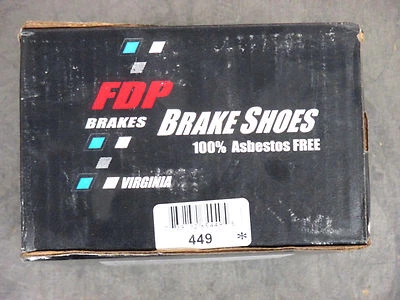 FDP
BRAKES
BRAKE SHOES
100% Asbestos FREE
VIRGINIA
449 *